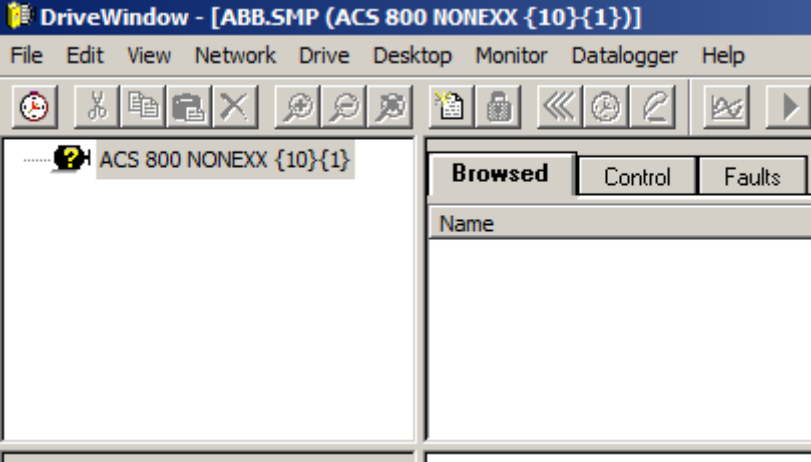 DriveWindow - [ABB.SMP (ACS 800 NONEXX {10}{1})]
File Edit View Network Drive Desktop Monitor Datalogger Help
ACS 800 NONEXX {10}{1}
Browsed Control Faults
Name